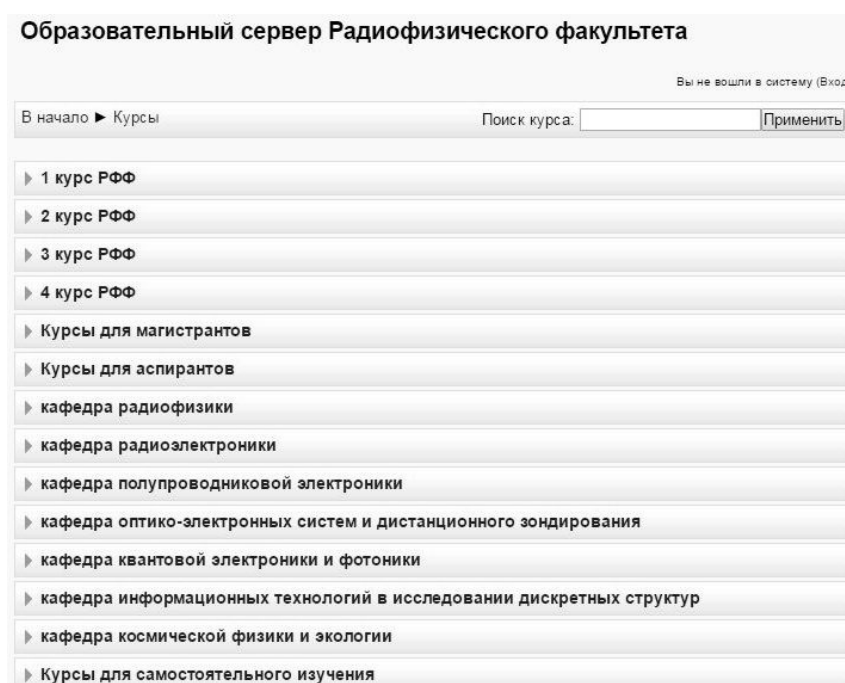 Образовательный сервер Радиофизического факультета
Вы не вошли в систему (Вход
В начало ► Курсы Поиск курса: Применить
1 курс РФФ
2 курс РФФ
3 курс РФФ
4 курс РФФ
Курсы для магистрантов
Курсы для аспирантов
кафедра радиофизики
кафедра радиоэлектроники
кафедра полупроводниковой электроники
кафедра оптико-электронных систем и дистанционного зондирования
кафедра квантовой электроники и фотоники
кафедра информационных технологий в исследовании дискретных структур
кафедра космической физики и экологии
Курсы для самостоятельного изучения